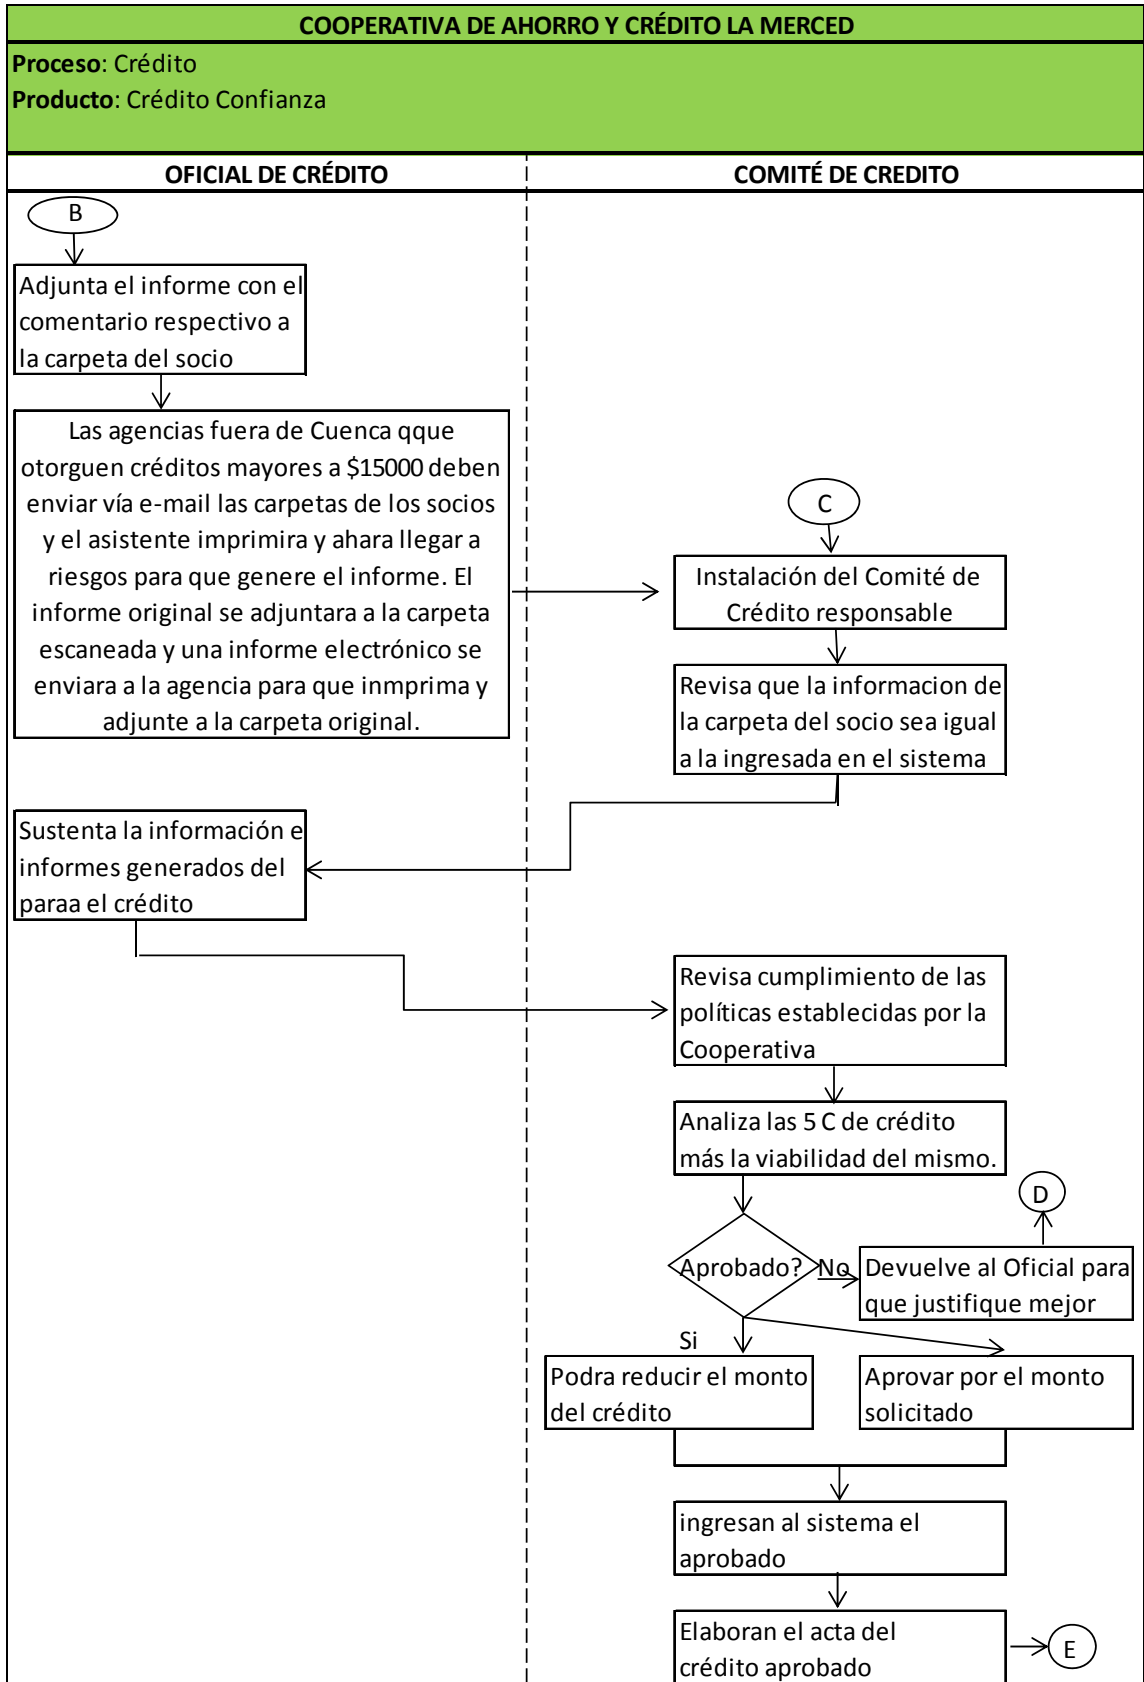 COOPERATIVA DE AHORRO Y CRÉDITO LA MERCED
Proceso: Crédito
Producto: Crédito Confianza
OFICIAL DE CRÉDITO
COMITÉ DE CREDITO
B
Adjunta el informe con el
comentario respectivo a
la carpeta del socio
Las agencias fuera de Cuenca qque
otorguen créditos mayores a $15000 deben
enviar vía e-mail las carpetas de los socios
y el asistente imprimira y ahara llegar a
riesgos para que genere el informe. El
informe original se adjuntara a la carpeta
escaneada y una informe electrónico se
enviara a la agencia para que inmprima y
adjunte a la carpeta original.
C
Instalación del Comité de
Crédito responsable
Revisa que la informacion de
la carpeta del socio sea igual
a la ingresada en el sistema
Sustenta la información e
informes generados del
paraa el crédito
Revisa cumplimiento de las
políticas establecidas por la
Cooperativa
Analiza las 5 C de crédito
más la viabilidad del mismo.
D
Aprobado?
No
Devuelve al Oficial para
que justifique mejor
Si
Podra reducir el monto
del crédito
Aprovar por el monto
solicitado
ingresan al sistema el
aprobado
Elaboran el acta del
crédito aprobado
E